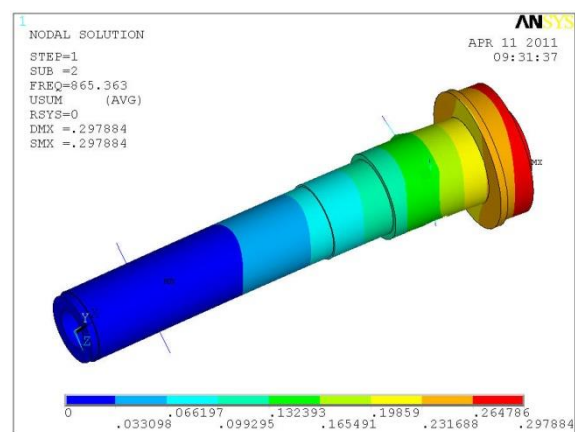 1
NODAL SOLUTION
STEP=1
SUB =2
FREQ=865.363
USUM (AVG)
RSYS=0
DMX =.297884
SMX =.297884
ANSYS
APR 11 2011
09:31:37
MX
Y
Z
0 .066197 .132393 .19859 .264786
.033098 .099295 .165491 .231688 .297884